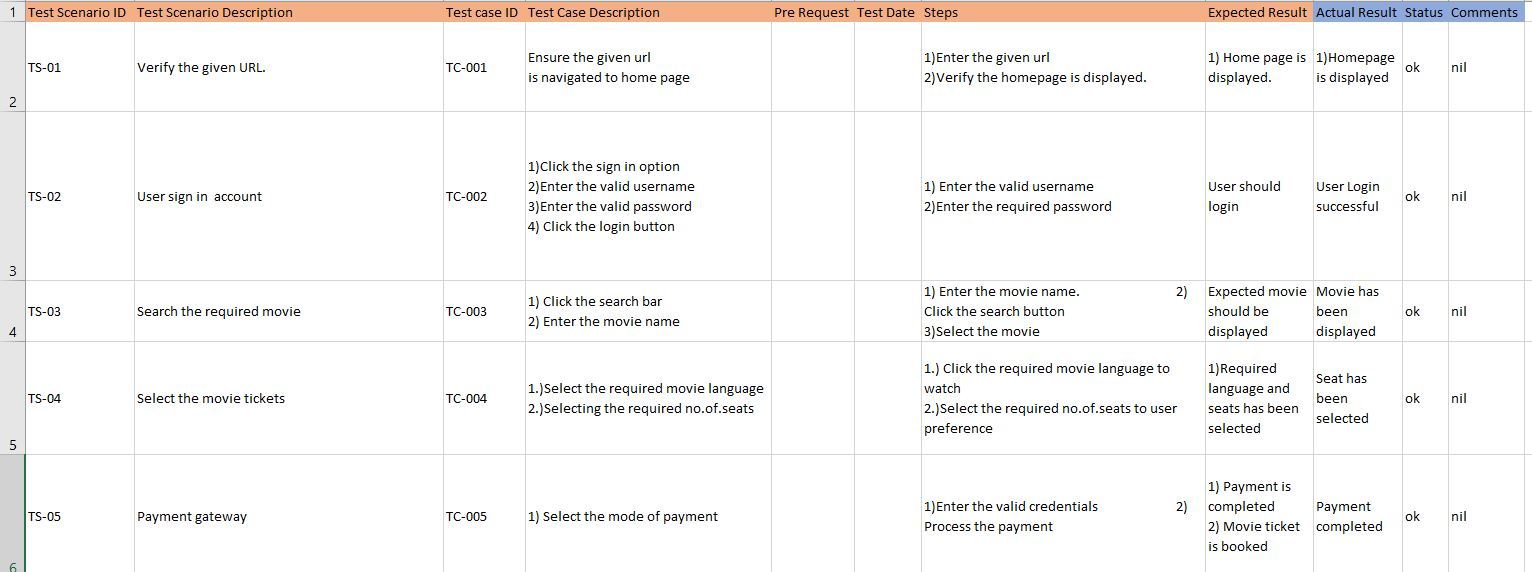 1 Test Scenario ID Test Scenario Description Test case ID Test Case Description Pre Request Test Date Steps Expected Result Actual Result Status Comments
2
TS-01
Verify the given URL.
TC-001
Ensure the given url
is navigated to home page
1)Enter the given url
2)Verify the homepage is displayed.
1) Home page is
displayed.
1)Homepage
is displayed
ok
nil
3
TS-02
User sign in  account
TC-002
1)Click the sign in option
2)Enter the valid username
3)Enter the valid password
4) Click the login button
1) Enter the valid username
2)Enter the required password
User should
login
User Login
successful
ok
nil
4
TS-03
Search the required movie
TC-003
1) Click the search bar
2) Enter the movie name
1) Enter the movie name. 2)
Click the search button
3)Select the movie
Expected movie
should be
displayed
Movie has
been
displayed
ok
nil
5
TS-04
Select the movie tickets
TC-004
1.)Select the required movie language
2.)Selecting the required no.of.seats
1.) Click the required movie language to
watch
2.)Select the required no.of.seats to user
preference
1)Required
language and
seats has been
selected
Seat has
been
selected
ok
nil
6
TS-05
Payment gateway
TC-005
1) Select the mode of payment
1)Enter the valid credentials 2)
Process the payment
1) Payment is
completed
2) Movie ticket
is booked
Payment
completed
ok
nil